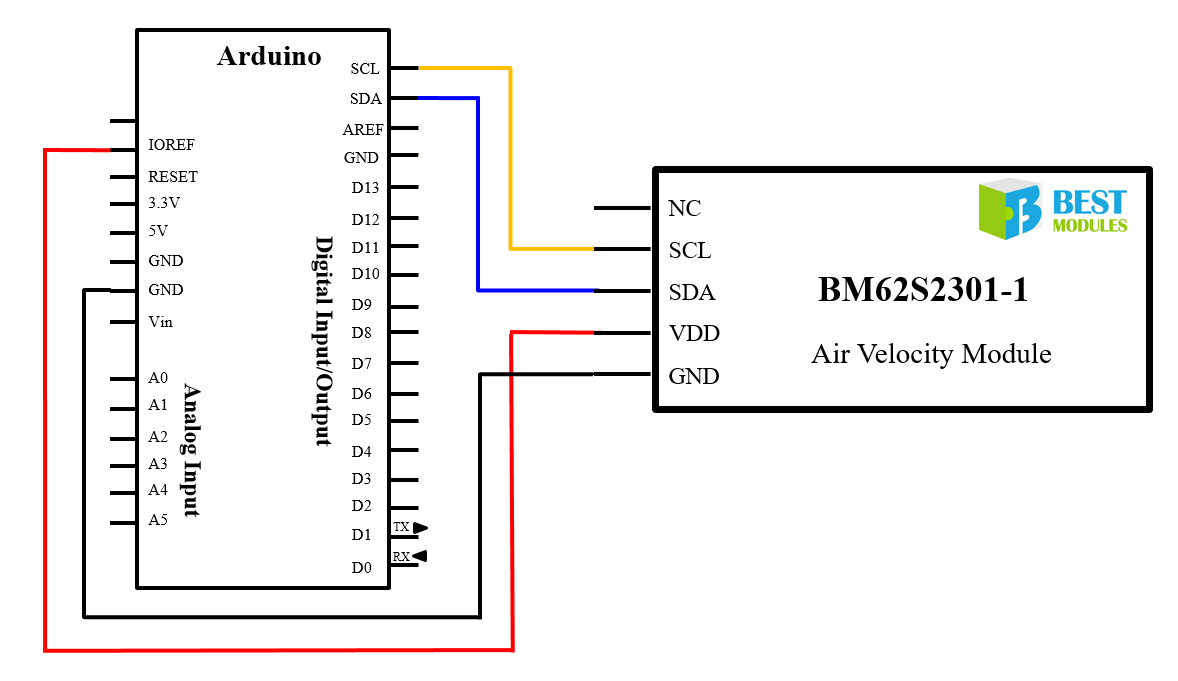 Arduino
SCL
SDA
AREF
GND
D13
D12
D11
D10
D9
D8
D7
D6
D5
D4
D3
D2
D1
TX
D0
RX
IOREF
RESET
3.3V
5V
GND
GND
Vin
A0
A1
A2
A3
A4
A5
Analog Input
Digital Input/Output
NC
SCL
SDA
VDD
GND
BEST
MODULES
BM62S2301-1
Air Velocity Module